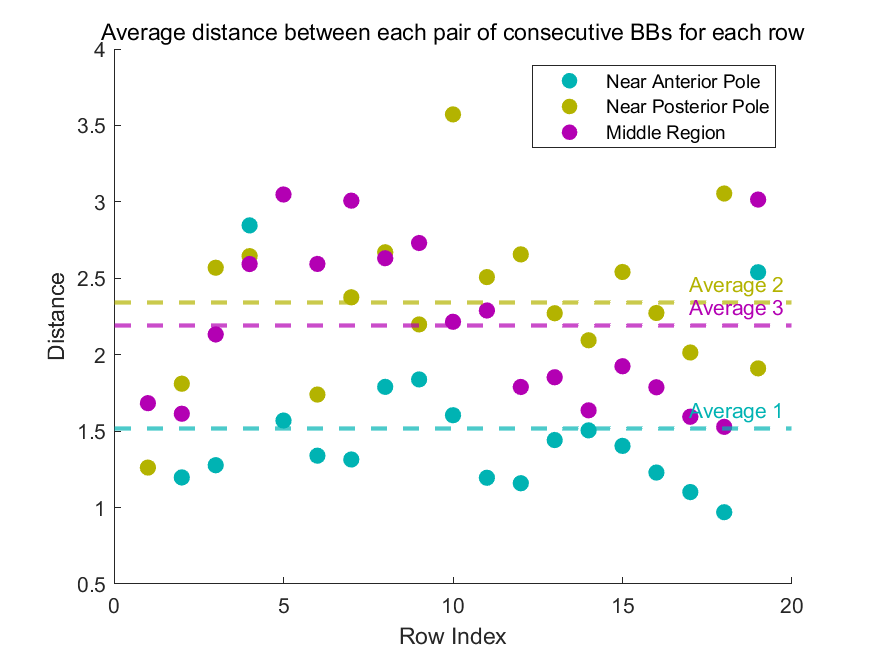 Average distance between each pair of consecutive BBs for each row
Near Anterior Pole
Near Posterior Pole
Middle Region
4
3.5
3
2.5
2
1.5
1
0.5
Distance
Average 2
Average 3
Average 1
0
5
10
15
20
Row Index